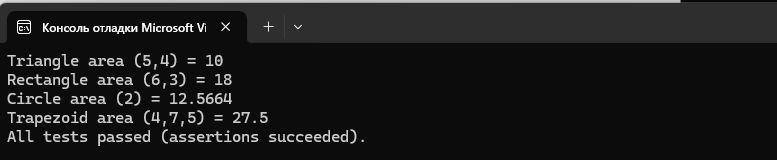 Консоль отладки Microsoft Vi
Triangle area (5,4) = 10
Rectangle area (6,3) = 18
Circle area (2) = 12.5664
Trapezoid area (4,7,5) = 27.5
All tests passed (assertions succeeded).